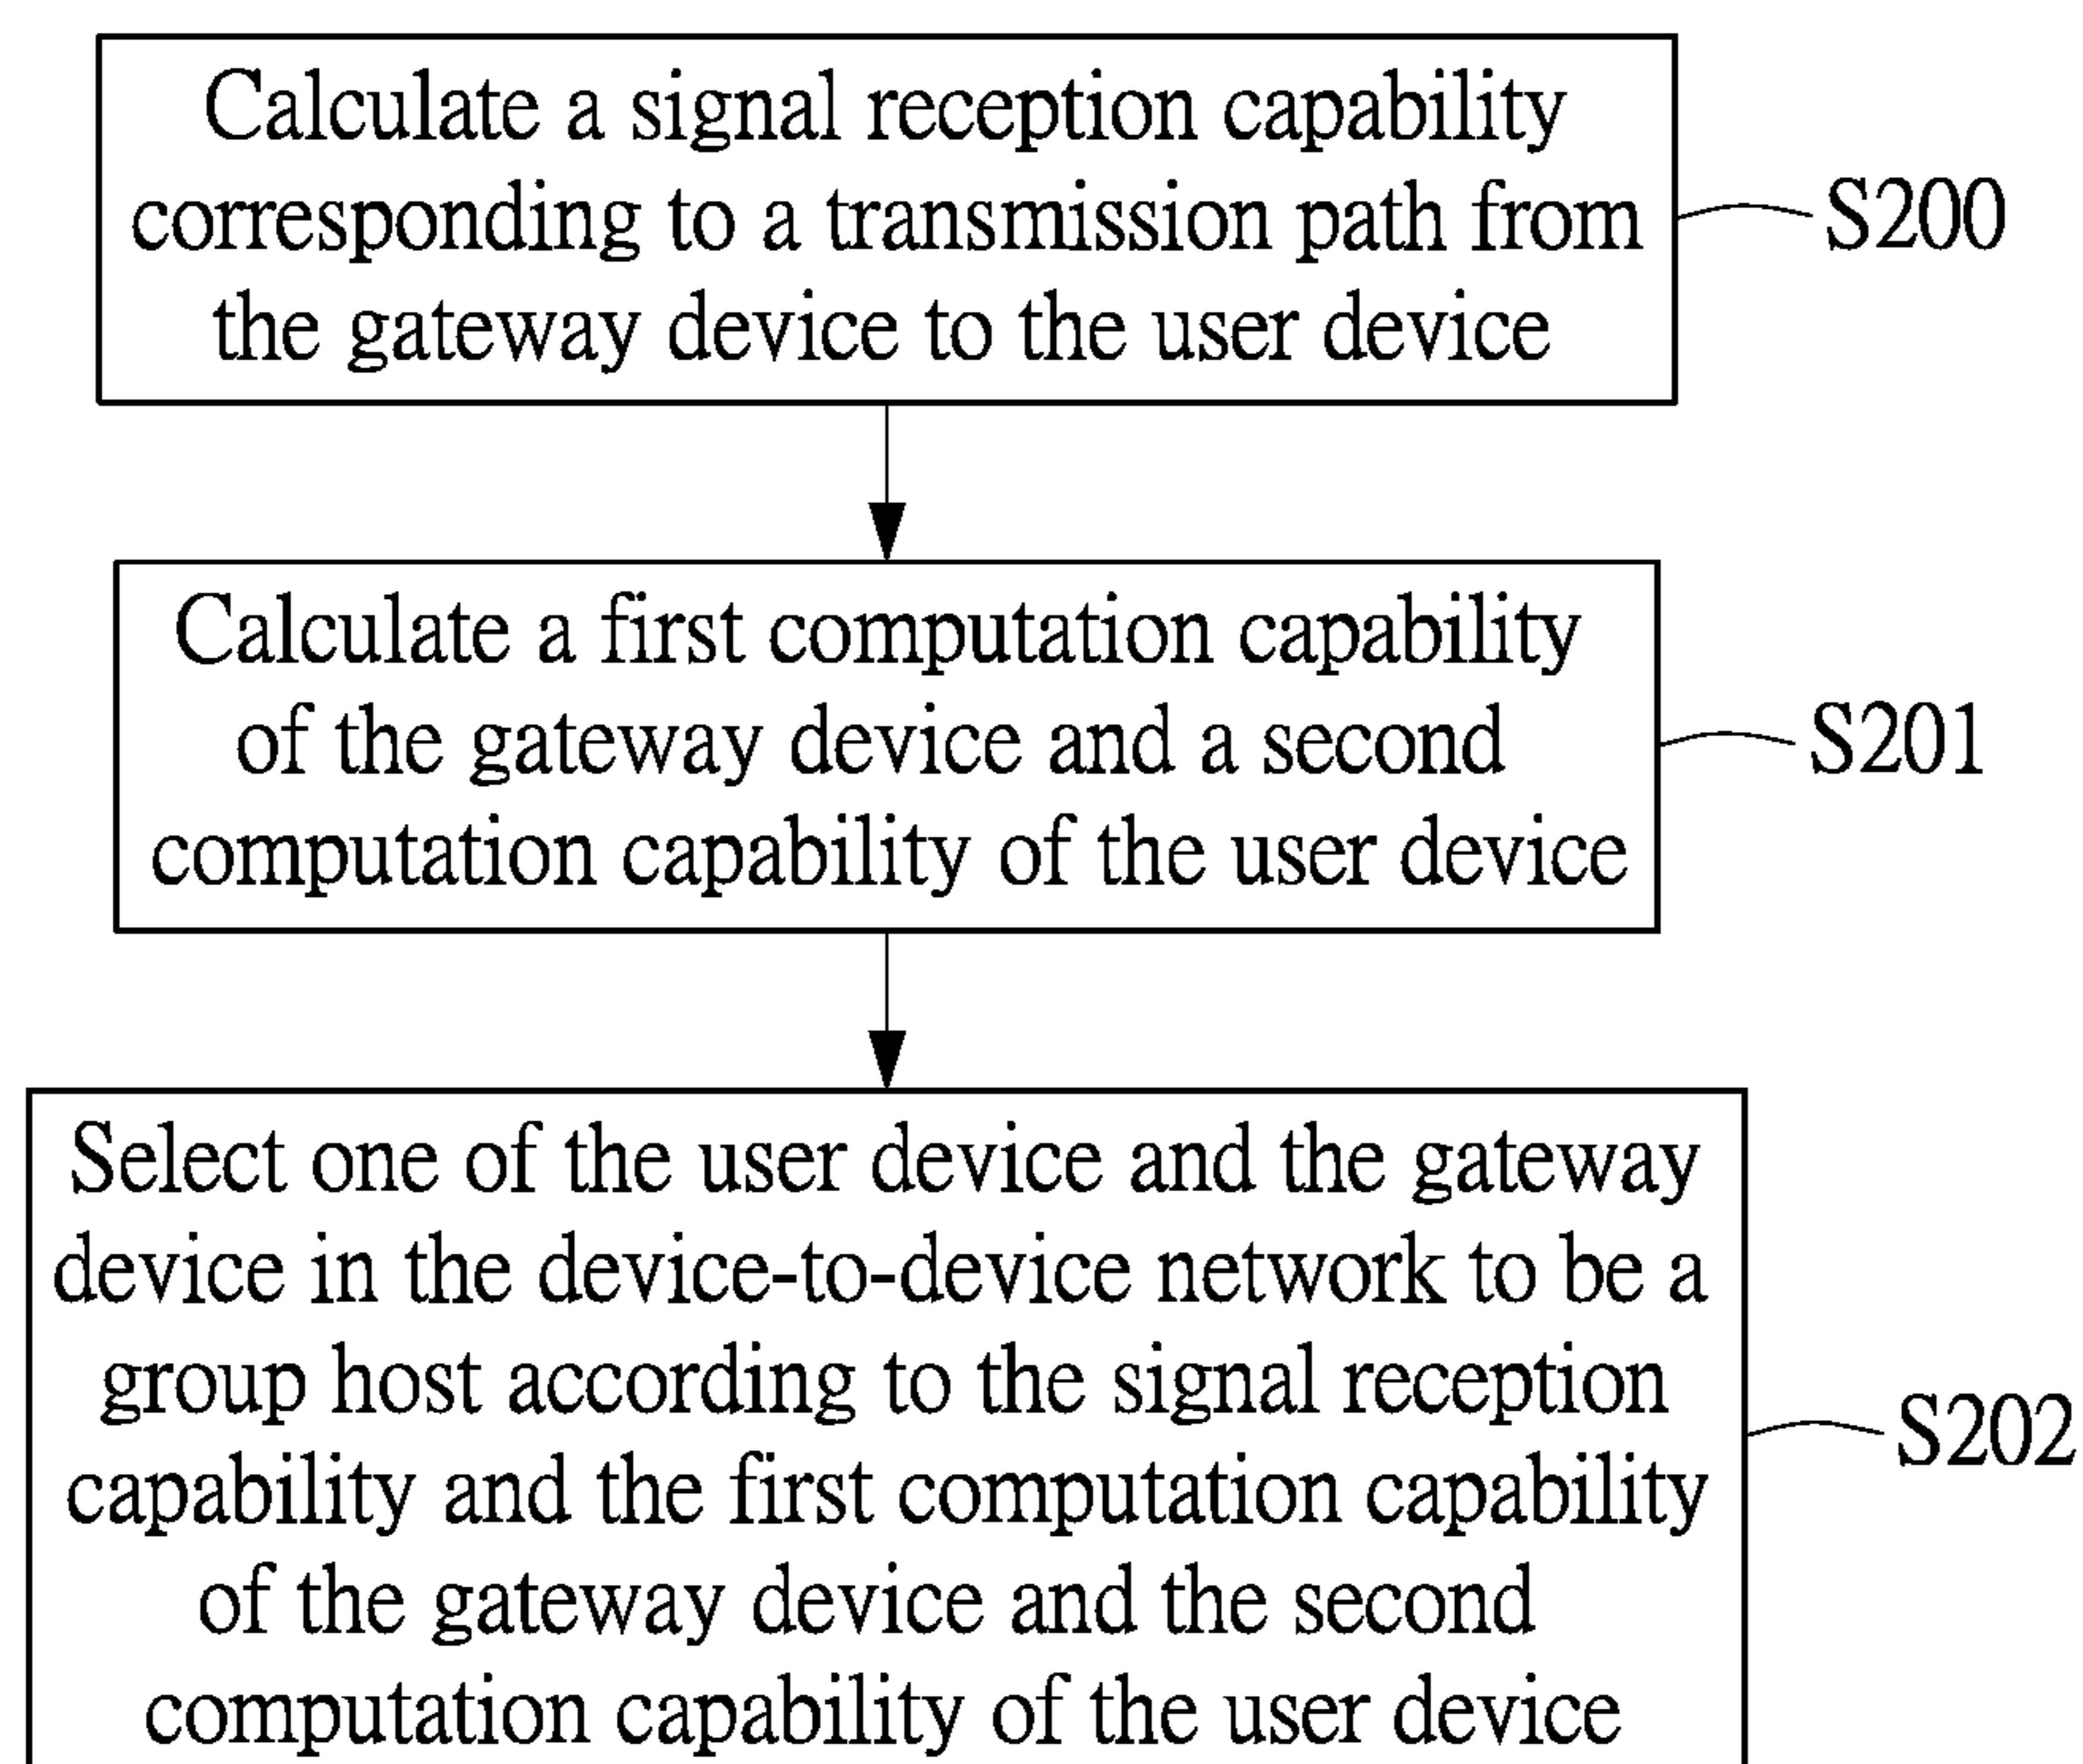 Calculate a signal reception capability
corresponding to a transmission path from
the gateway device to the user device
S200
Calculate a first computation capability
of the gateway device and a second
computation capability of the user device
S201
Select one of the user device and the gateway
device in the device-to-device network to be a
group host according to the signal reception
capability and the first computation capability
of the gateway device and the second
computation capability of the user device
S202